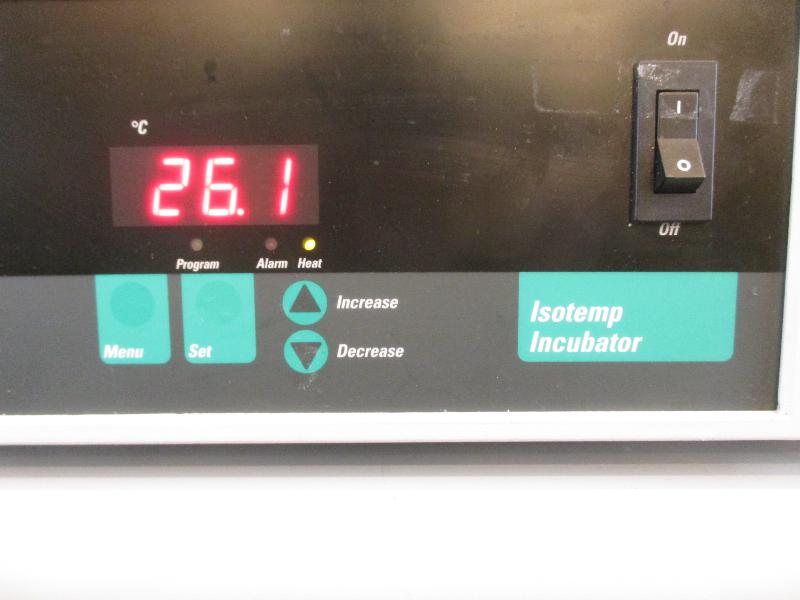 On
°C
26.1
I
O
Off
Program Alarm Heat
Increase
Isotemp
Incubator
Menu Set Decrease